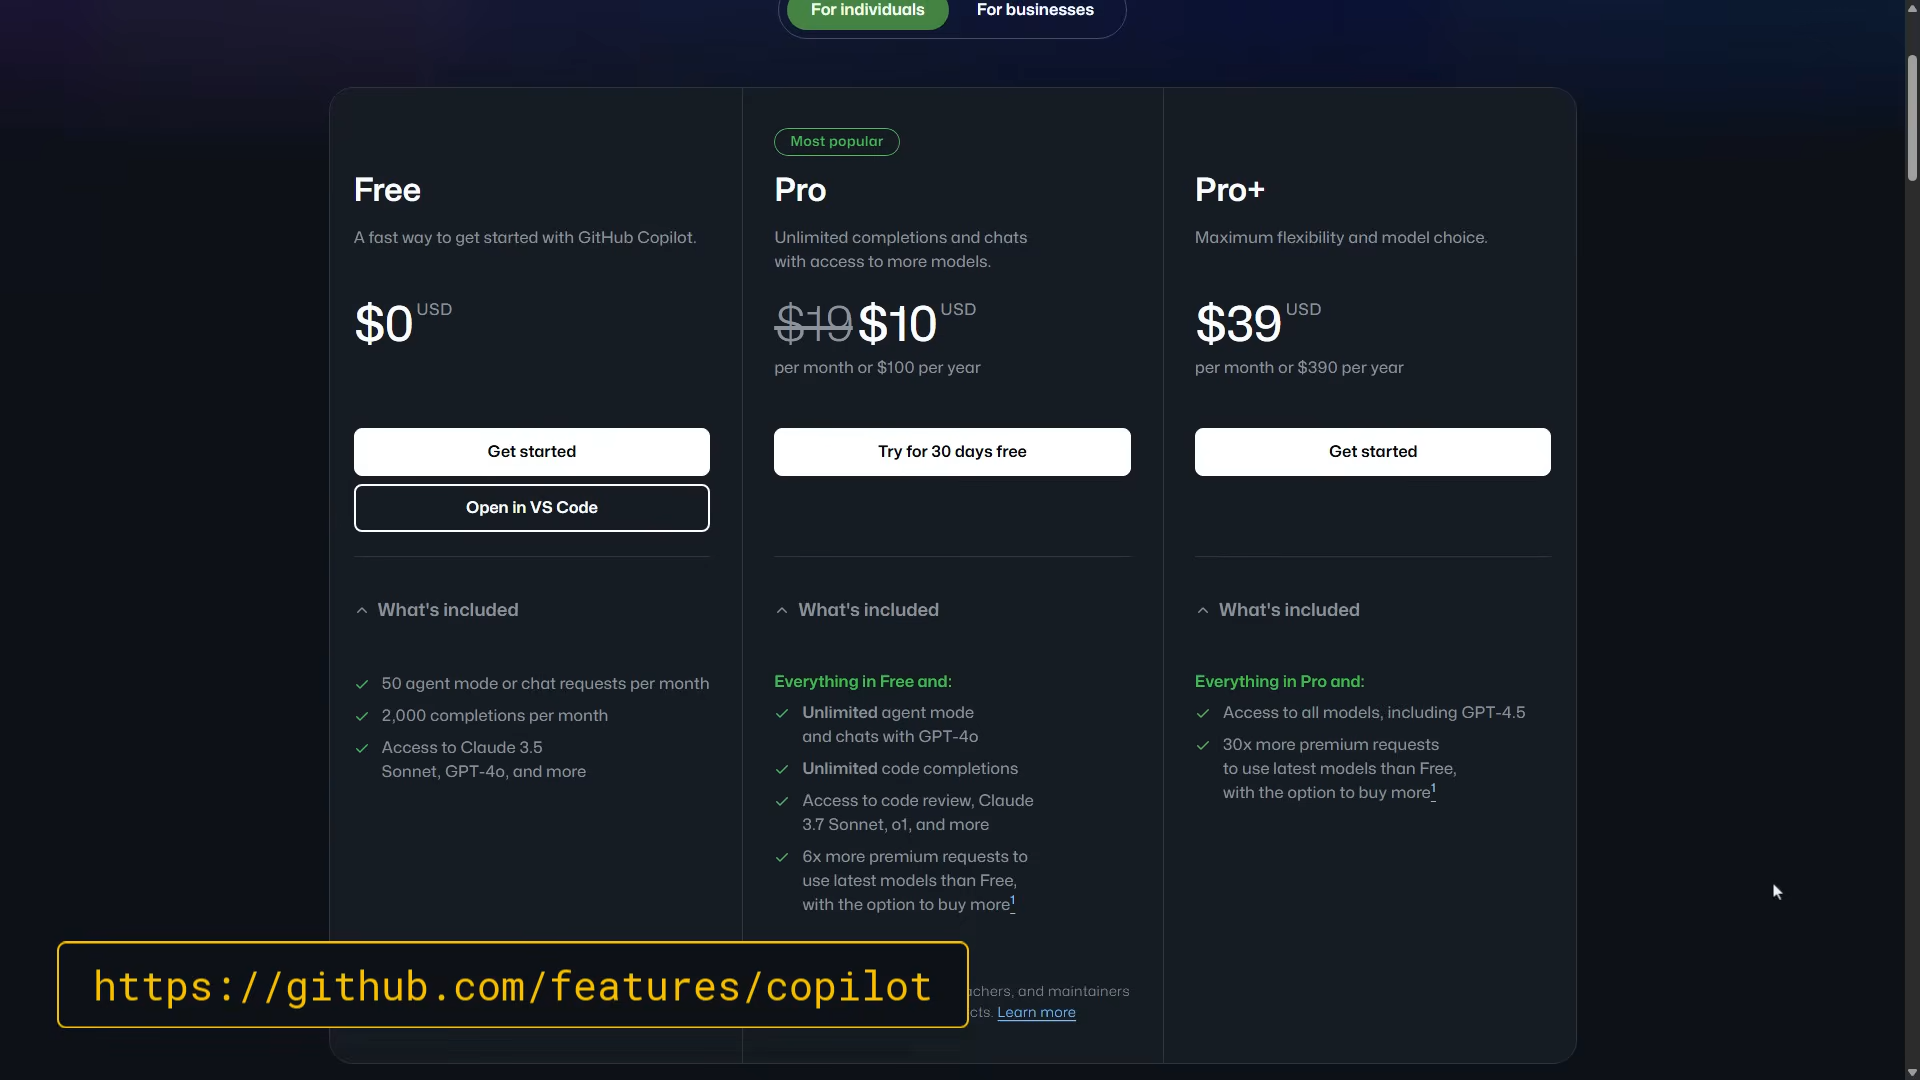 For individuals
For businesses
Free
A fast way to get started with GitHub Copilot.
$0 USD
Get started
Open in VS Code
What's included
50 agent mode or chat requests per month
2,000 completions per month
Access to Claude 3.5
Sonnet, GPT-4o, and more
Most popular
Pro
Unlimited completions and chats
with access to more models.
$19 $10 USD
per month or $100 per year
Try for 30 days free
What's included
Everything in Free and:
Unlimited agent mode
and chats with GPT-4o
Unlimited code completions
Access to code review, Claude
3.7 Sonnet, o1, and more
6x more premium requests to
use latest models than Free,
with the option to buy more1
Pro+
Maximum flexibility and model choice.
$39 USD
per month or $390 per year
Get started
What's included
Everything in Pro and:
Access to all models, including GPT-4.5
30x more premium requests
to use latest models than Free,
with the option to buy more1
and maintainers
Learn more
https://github.com/features/copilot